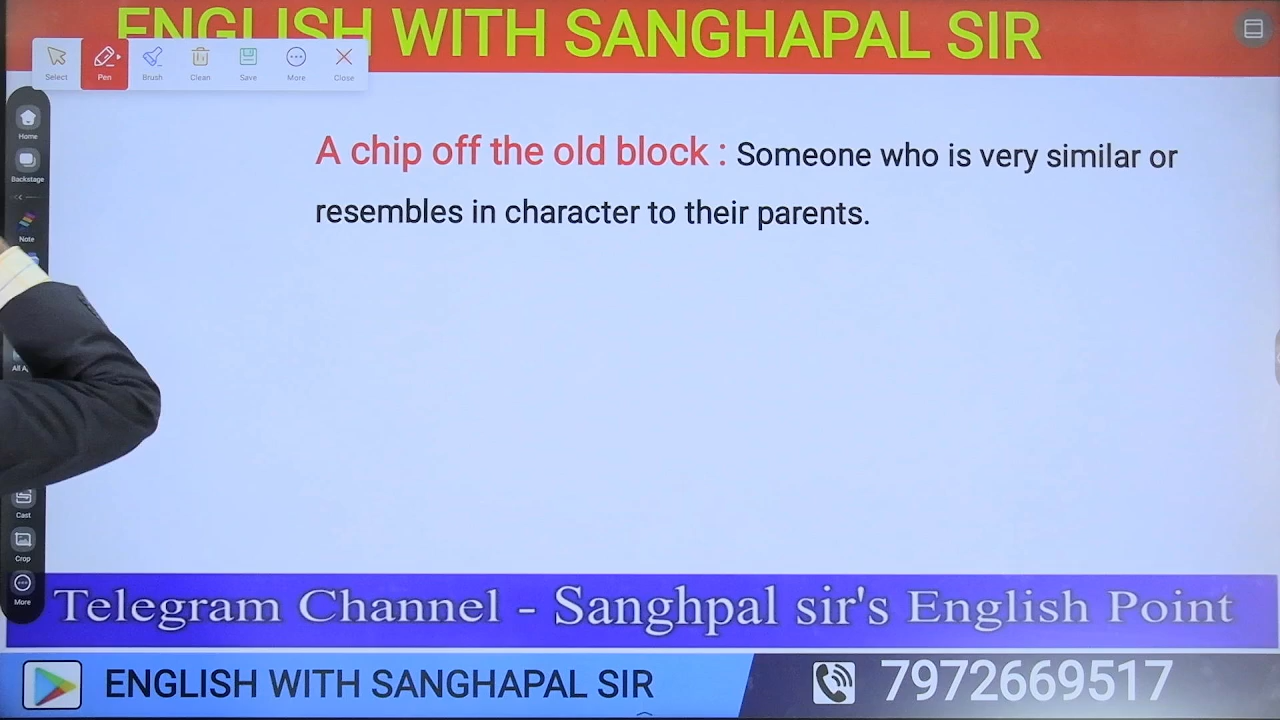 ENGLISH WITH SANGHAPAL SIR
Select Pen Brush Clean Save More Close
Home
Backstage
Note
A chip off the old block : Someone who is very similar or
resembles in character to their parents.
Cast
Crop
More
Telegram Channel - Sanghpal sir's English Point
ENGLISH WITH SANGHAPAL SIR
7972669517